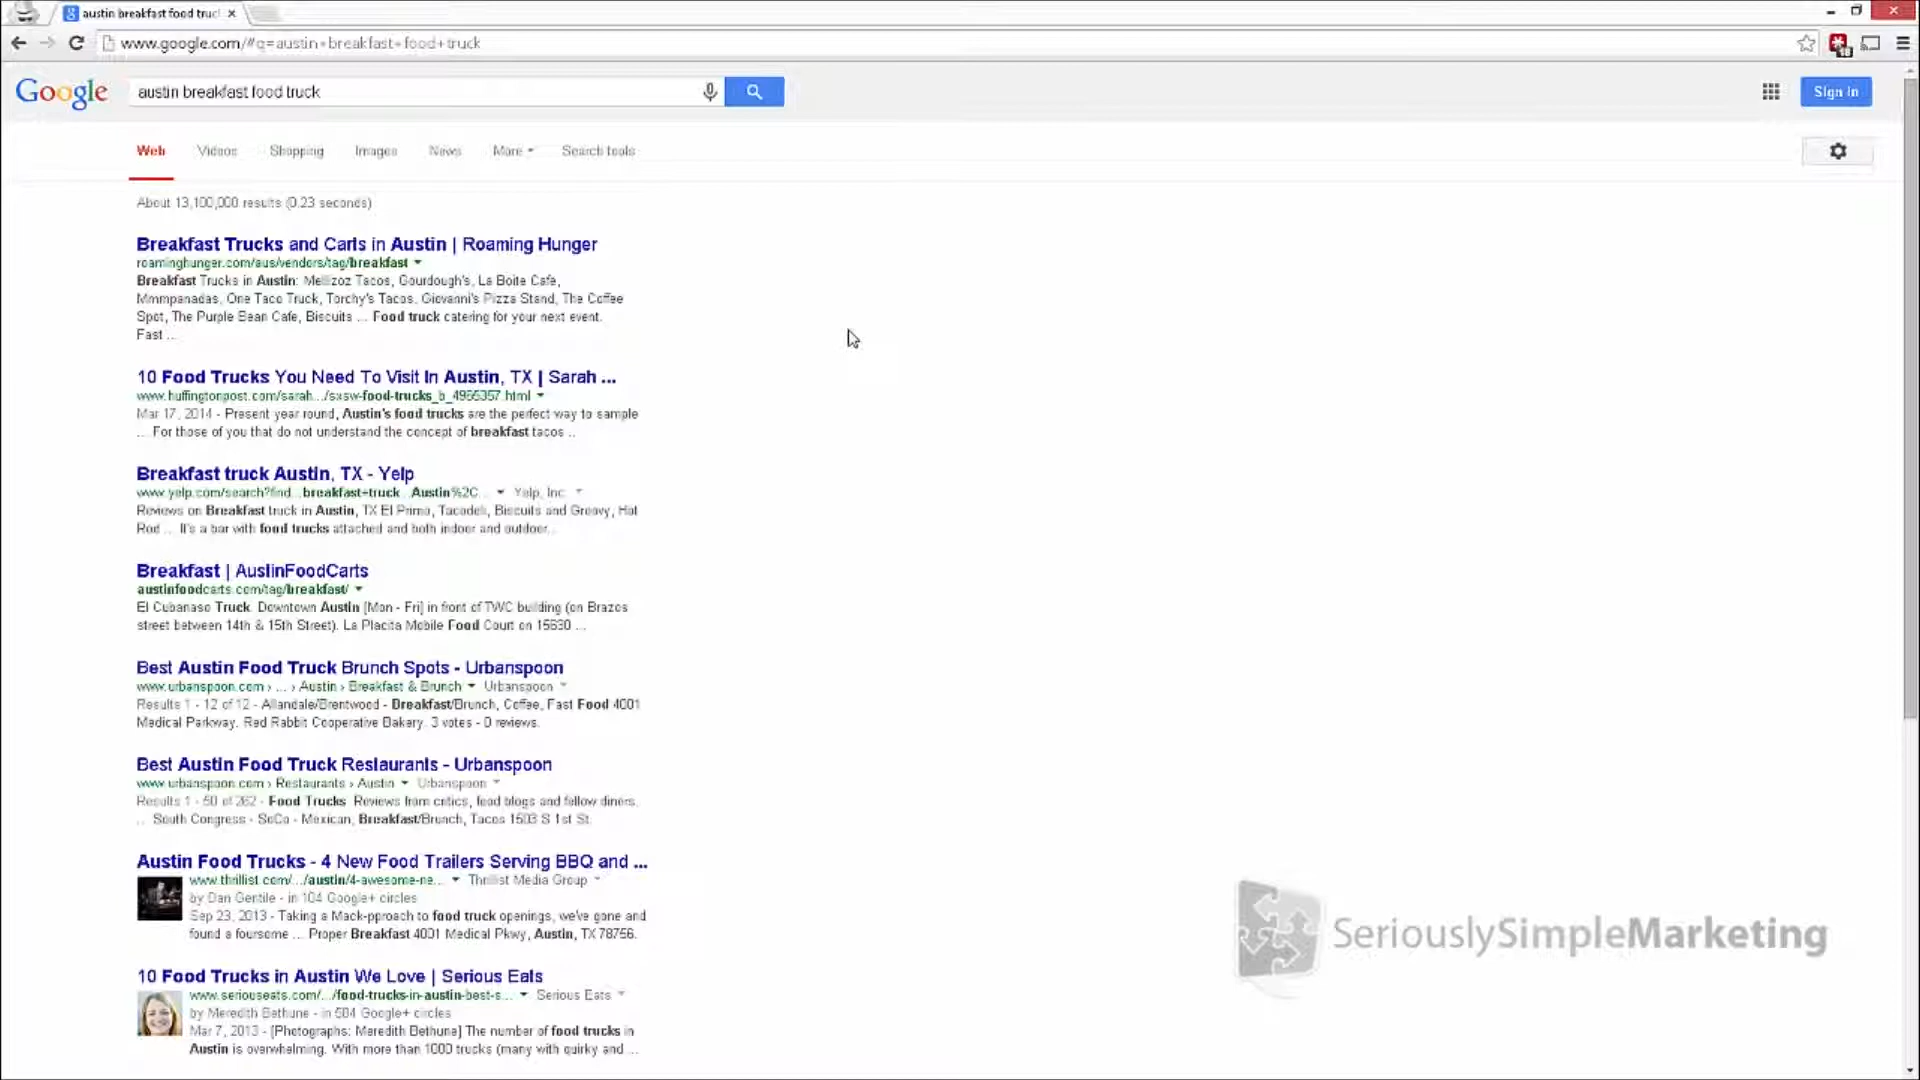 austin breakfast food truc
www.google.com/#q=austin+breakfast+food+truck
Google
austin breakfast food truck
Sign in
Web Videos Shopping Images News More Search tools
About 13,100,000 results (0.23 seconds)
Breakfast Trucks and Carts in Austin | Roaming Hunger
roaminghunger.com/aus/vendors/tag/breakfast
Breakfast Trucks in Austin: Mellizoz Tacos, Gourdough's, La Boite Cafe,
Mmmpanadas, One Taco Truck, Torchy's Tacos, Giovanni's Pizza Stand, The Coffee
Spot, The Purple Bean Cafe, Biscuits ... Food truck catering for your next event.
Fast ...
10 Food Trucks You Need To Visit In Austin, TX | Sarah ...
www.huffingtonpost.com/sarah.../sxsw-food-trucks_b_4965357.html
Mar 17, 2014 - Present year round, Austin's food trucks are the perfect way to sample
... For those of you that do not understand the concept of breakfast tacos ...
Breakfast truck Austin, TX - Yelp
www.yelp.com/search?find...breakfast+truck...Austin%2C... Yelp, Inc.
Reviews on Breakfast truck in Austin, TX El Primo, Tacodeli, Biscuits and Groovy, Hot
Rod ... It's a bar with food trucks attached and both indoor and outdoor...
Breakfast | AustinFoodCarts
austinfoodcarts.com/tag/breakfast/
El Cubanaso Truck. Downtown Austin [Mon - Fri] in front of TWC building (on Brazos
street between 14th & 15th Street). La Placita Mobile Food Court on 15630 ...
Best Austin Food Truck Brunch Spots - Urbanspoon
www.urbanspoon.com › ... › Austin › Breakfast & Brunch Urbanspoon
Results 1 - 12 of 12 - Allandale/Brentwood - Breakfast/Brunch, Coffee, Fast Food 4001
Medical Parkway. Red Rabbit Cooperative Bakery. 3 votes - 0 reviews.
Best Austin Food Truck Restaurants - Urbanspoon
www.urbanspoon.com › Restaurants › Austin Urbanspoon
Results 1 - 50 of 262 - Food Trucks Reviews from critics, food blogs and fellow diners.
... South Congress - SoCo - Mexican, Breakfast/Brunch, Tacos 1503 S 1st St.
Austin Food Trucks - 4 New Food Trailers Serving BBQ and ...
www.thrillist.com/.../austin/4-awesome-ne... Thrillist Media Group
by Dan Gentile - in 104 Google+ circles
Sep 23, 2013 - Taking a Mack-pproach to food truck openings, we've gone and
found a foursome ... Proper Breakfast 4001 Medical Pkwy, Austin, TX 78756.
10 Food Trucks in Austin We Love | Serious Eats
www.seriouseats.com/.../food-trucks-in-austin-best-s... Serious Eats
by Meredith Bethune - in 584 Google+ circles
Mar 7, 2013 - [Photographs: Meredith Bethune] The number of food trucks in
Austin is overwhelming. With more than 1000 trucks (many with quirky and ...
SeriouslySimpleMarketing